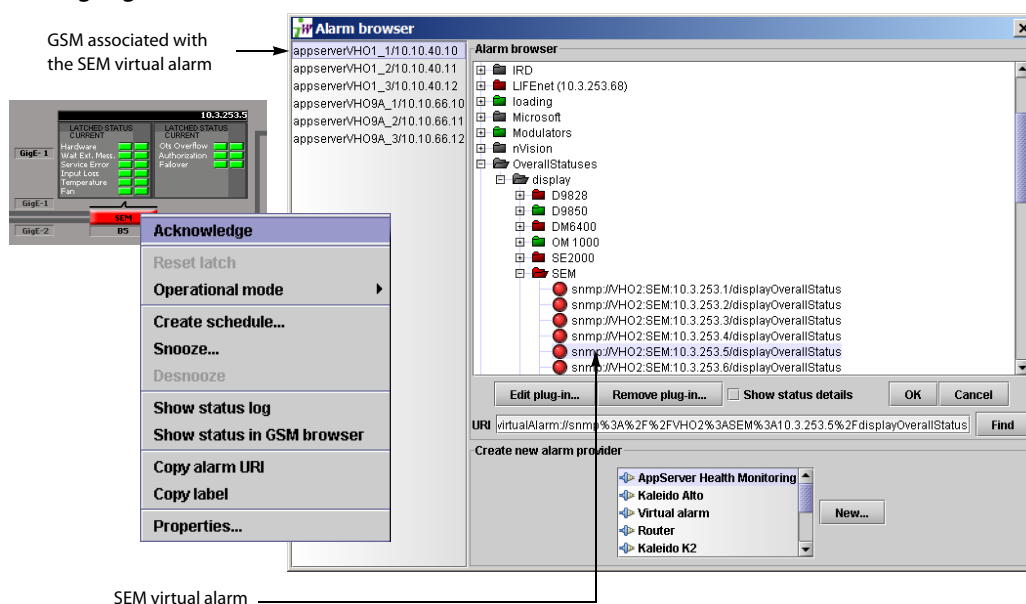 GSM associated with
the SEM virtual alarm
10.3.253.5
LATCHED STATUS
CURRENT
LATCHED STATUS
CURRENT
Hardware
Wait Ext. Mess.
Service Error
Input Loss
Temperature
Fan
Ots Overflow
Authorization
Failover
GigE-1
GigE-1
GigE-2
SEM
B5
Acknowledge
Reset latch
Operational mode
Create schedule...
Snooze...
Desnooze
Show status log
Show status in GSM browser
Copy alarm URI
Copy label
Properties...
Alarm browser
appserverVHO1_1/10.10.40.10
appserverVHO1_2/10.10.40.11
appserverVHO1_3/10.10.40.12
appserverVHO9A_1/10.10.66.10
appserverVHO9A_2/10.10.66.11
appserverVHO9A_3/10.10.66.12
Alarm browser
IRD
LIFEnet (10.3.253.68)
loading
Microsoft
Modulators
nVision
OverallStatuses
display
D9828
D9850
DM6400
OM 1000
SE2000
SEM
snmp://VHO2:SEM:10.3.253.1/displayOverallStatus
snmp://VHO2:SEM:10.3.253.2/displayOverallStatus
snmp://VHO2:SEM:10.3.253.3/displayOverallStatus
snmp://VHO2:SEM:10.3.253.4/displayOverallStatus
snmp://VHO2:SEM:10.3.253.5/displayOverallStatus
snmp://VHO2:SEM:10.3.253.6/displayOverallStatus
Edit plug-in... Remove plug-in... Show status details OK Cancel
URI virtualAlarm://snmp%3A%2F%2FVHO2%3ASEM%3A10.3.253.5%2FdisplayOverallStatus Find
Create new alarm provider
AppServer Health Monitoring
Kaleido Alto
Virtual alarm
Router
Kaleido K2
New...
SEM virtual alarm